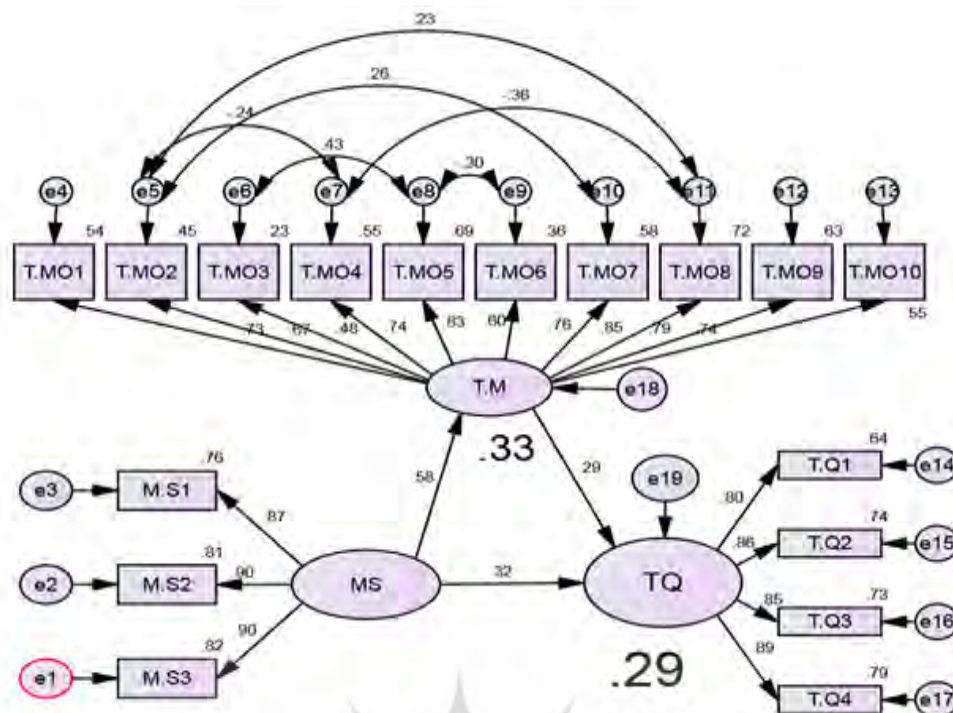 .23
.26
-.24
-.36
.43
-.30
e4 e5 e6 e7 e8 e9 e10 e11 e12 e13
.54 .45 .23 .55 .69 .36 .58 .72 .63
T.MO1 T.MO2 T.MO3 T.MO4 T.MO5 T.MO6 T.MO7 T.MO8 T.MO9 T.MO10
.73 .67 .48 .74 .83 .60 .76 .85 .79 .74 .55
T.M e18
.33
.58 .29
.76
e3 M.S1
.87
.81
e2 M.S2
.90
.82
e1 M.S3
.90
MS
.32
e19
TQ
.29
.64
.80 T.Q1 e14
.74
.86 T.Q2 e15
.73
.85 T.Q3 e16
.79
.89 T.Q4 e17